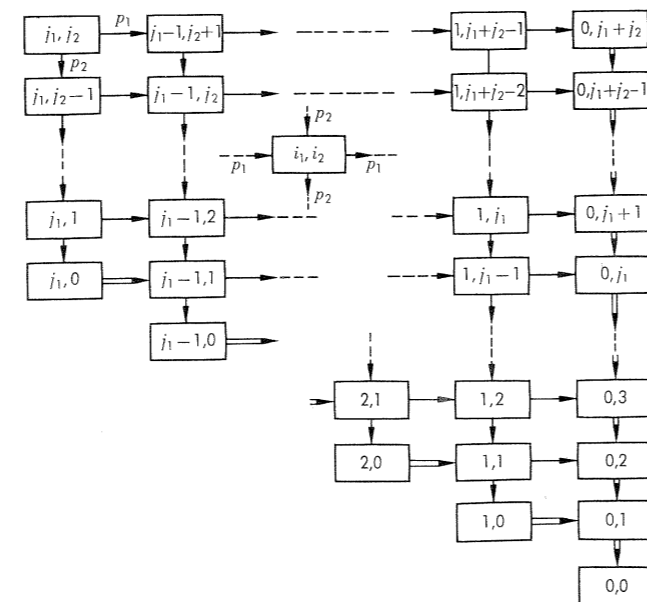 j₁, j₂ p₁ j₁−1, j₂+1 1, j₁+j₂−1 0, j₁+j₂
p₂
j₁, j₂−1 j₁−1, j₂ 1, j₁+j₂−2 0, j₁+j₂−1
p₂
p₁ i₁, i₂ p₁
p₂
j₁, 1 j₁−1, 2 1, j₁ 0, j₁+1
j₁, 0 j₁−1, 1 1, j₁−1 0, j₁
j₁−1, 0
2,1 1,2 0,3
2,0 1,1 0,2
1,0 0,1
0,0